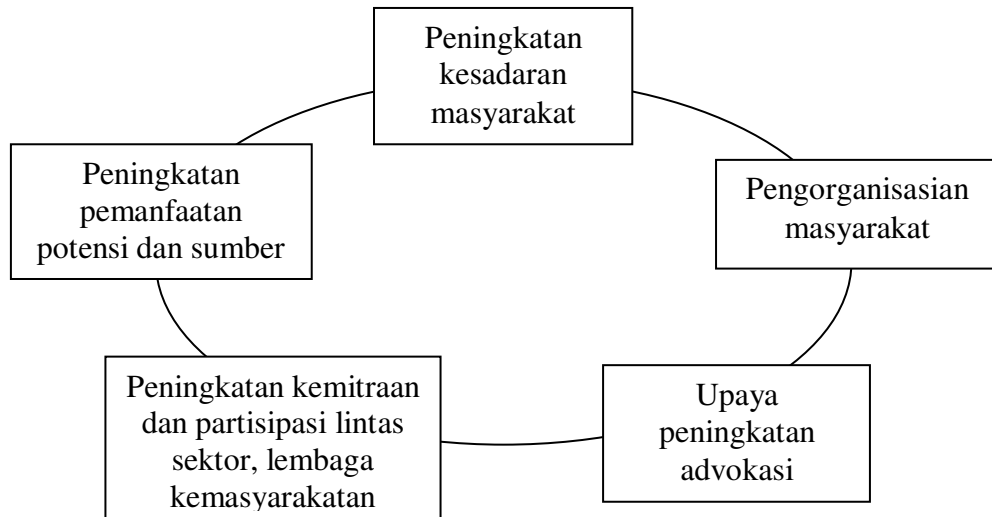 Peningkatan
kesadaran
masyarakat
Pengorganisasian
masyarakat
Upaya
peningkatan
advokasi
Peningkatan kemitraan
dan partisipasi lintas
sektor, lembaga
kemasyarakatan
Peningkatan
pemanfaatan
potensi dan sumber